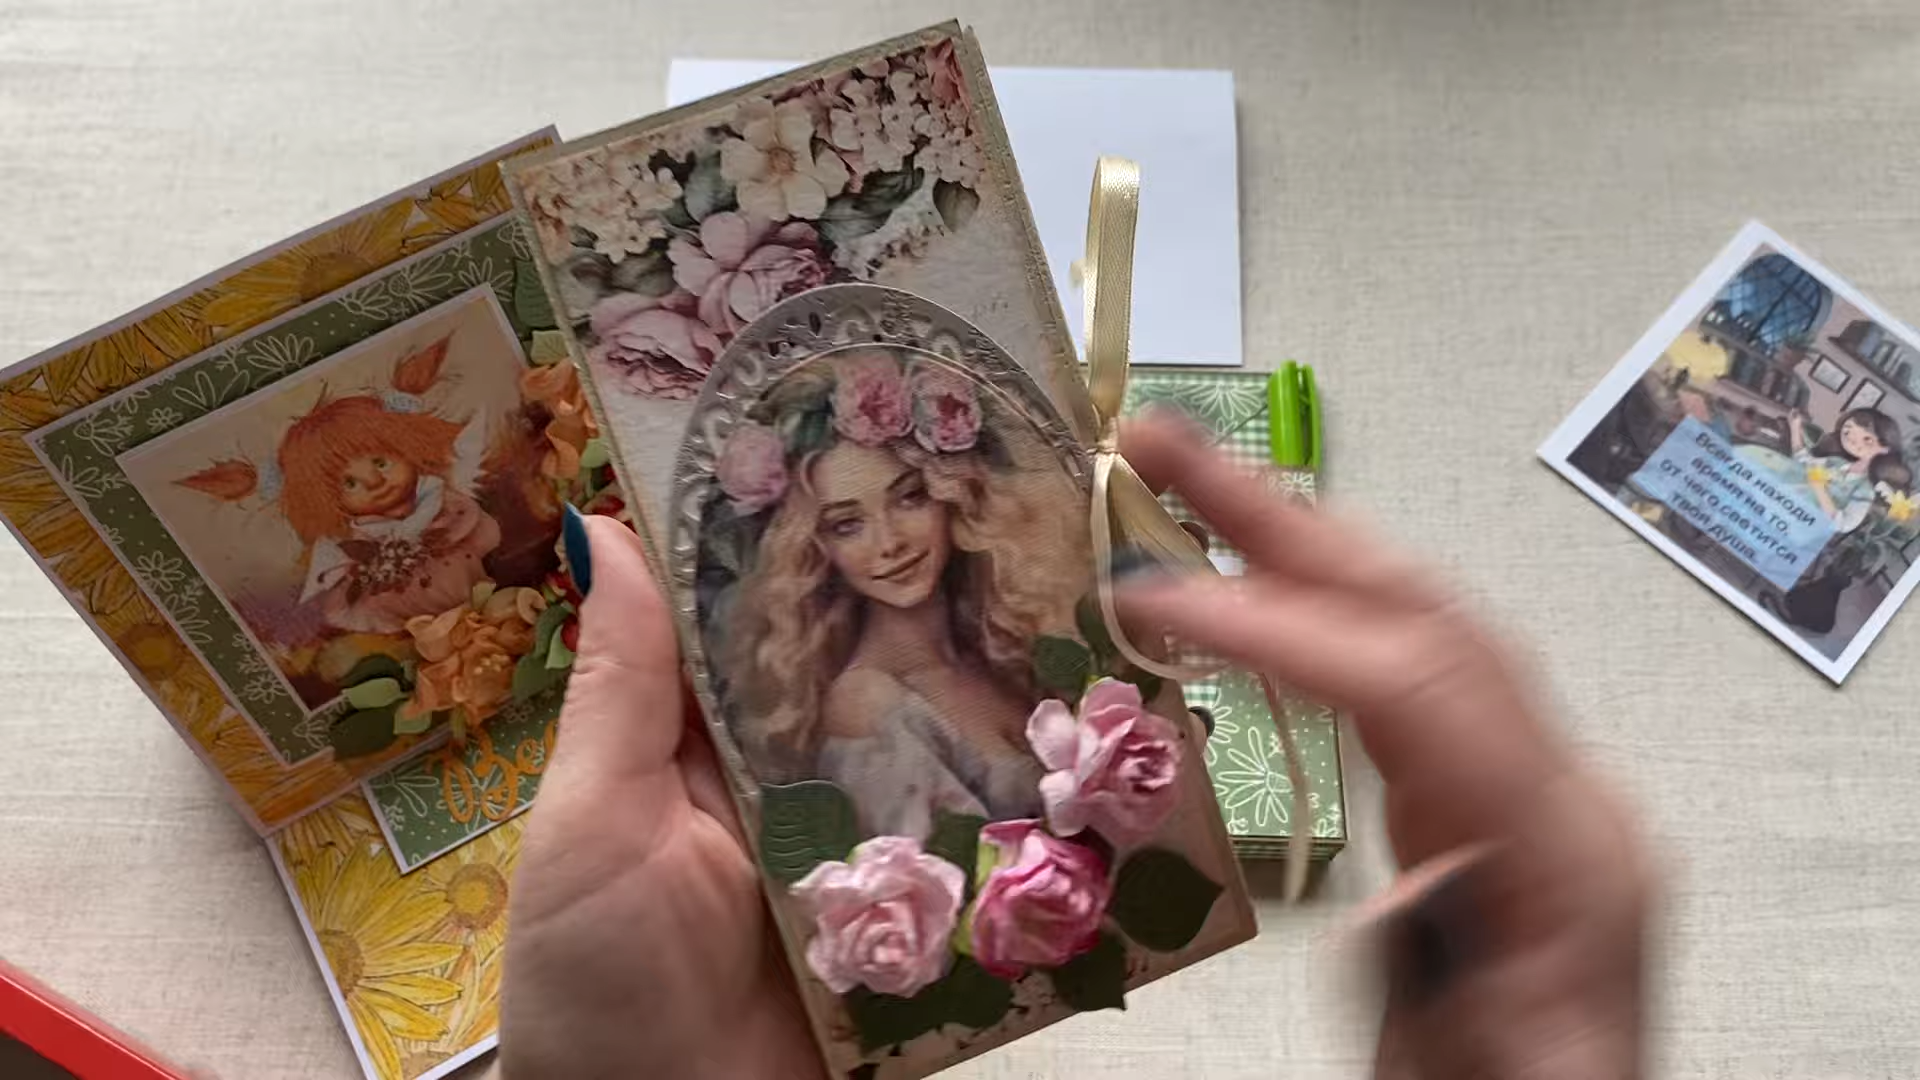 Всегда находи
время на то,
от чего светится
твоя душа.